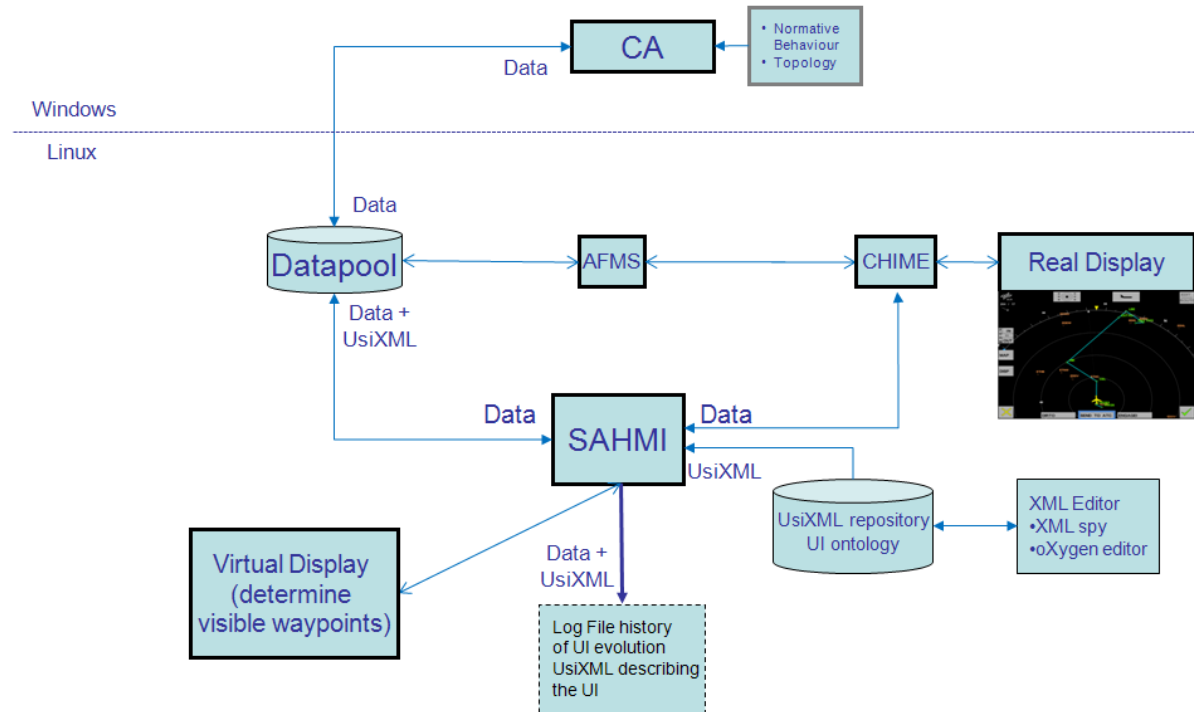 CA
• Normative
Behaviour
• Topology
Data
Windows
Linux
Data
Datapool
AFMS
CHIME
Real Display
Data +
UsiXML
Data
SAHMI
Data
UsiXML
UsiXML repository
UI ontology
XML Editor
•XML spy
•oXygen editor
Virtual Display
(determine
visible waypoints)
Data +
UsiXML
Log File history
of UI evolution
UsiXML describing
the UI